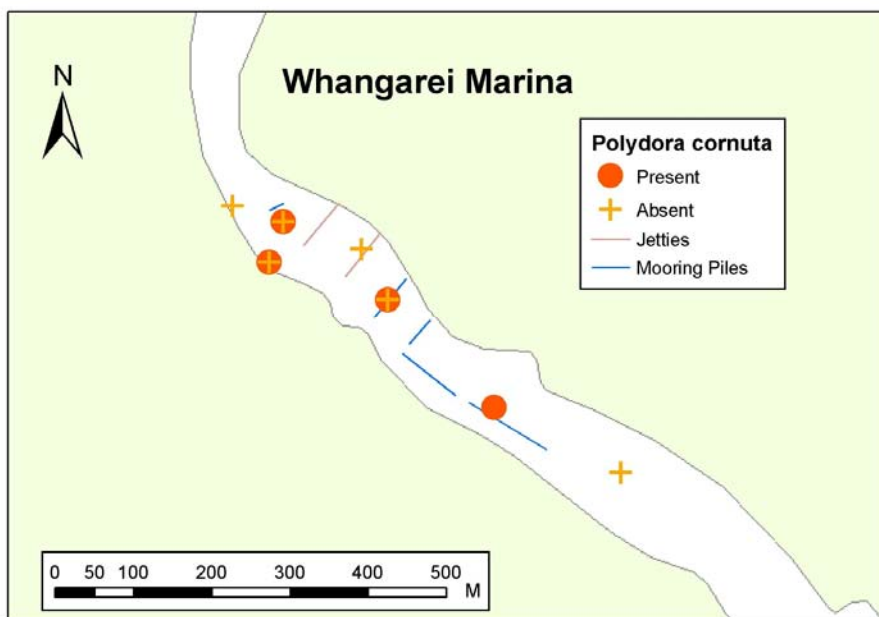 Whangarei Marina
N
Polydora cornuta
Present
Absent
Jetties
Mooring Piles
0 50 100 200 300 400 500
M